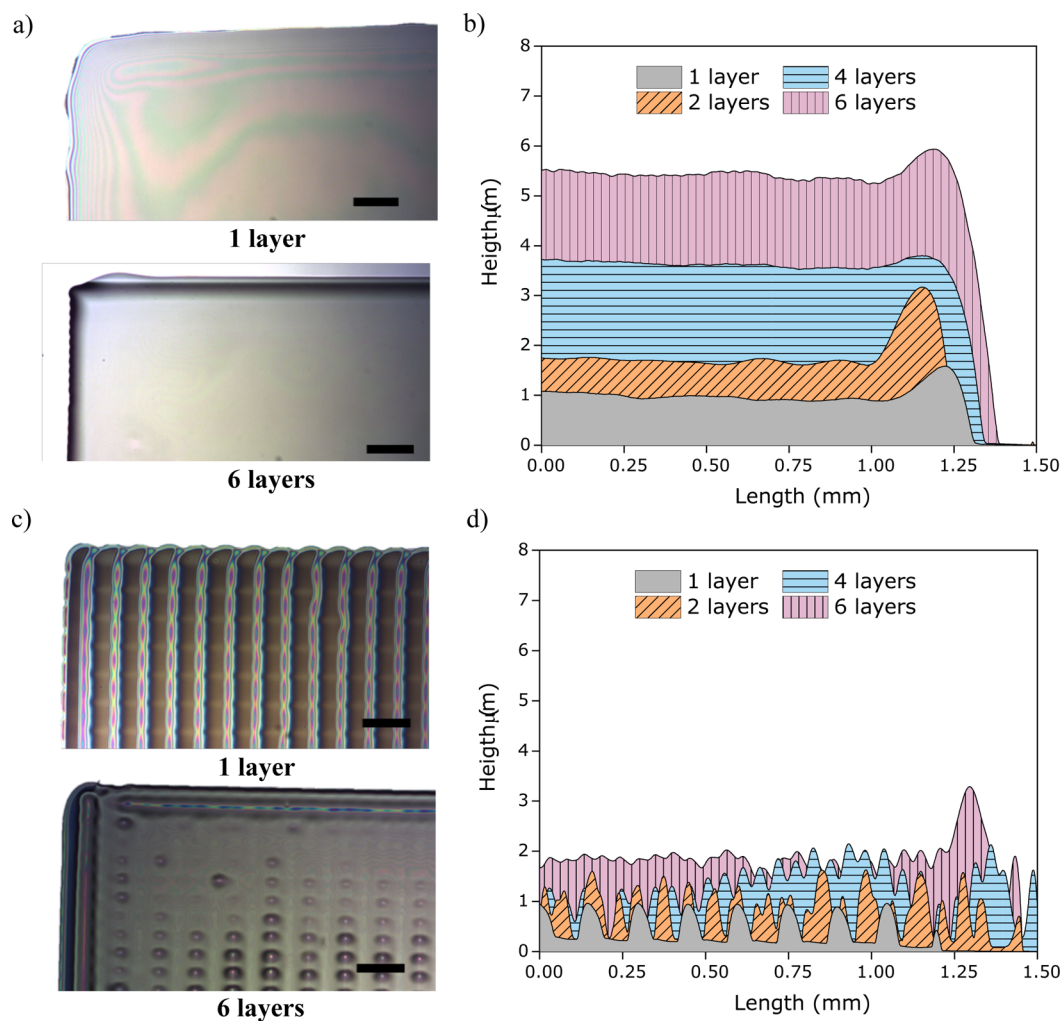 a)
1 layer
6 layers
b)
8
7
6
5
4
3
2
1
0
Heigth (μm)
1 layer
4 layers
2 layers
6 layers
0.00
0.25
0.50
0.75
1.00
1.25
1.50
Length (mm)
c)
1 layer
6 layers
d)
8
7
6
5
4
3
2
1
0
Heigth (μm)
1 layer
4 layers
2 layers
6 layers
0.00
0.25
0.50
0.75
1.00
1.25
1.50
Length (mm)